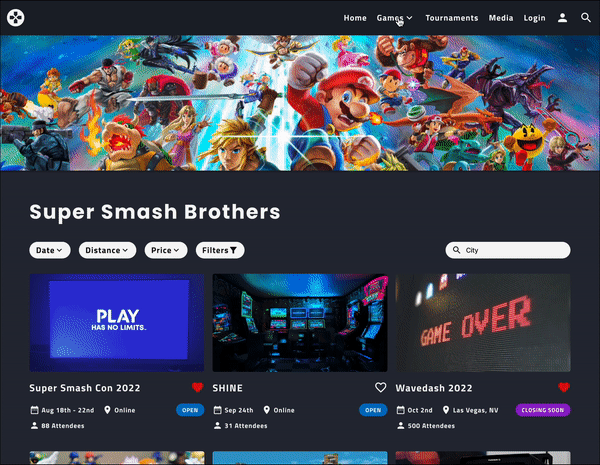 Home Games Tournaments Media Login
Super Smash Brothers
Date Distance Price Filters City
PLAY
HAS NO LIMITS.
GAME OVER
Super Smash Con 2022 SHINE Wavedash 2022
Aug 18th - 22nd Online OPEN Sep 24th Online OPEN Oct 2nd Las Vegas, NV CLOSING SOON
88 Attendees 31 Attendees 500 Attendees